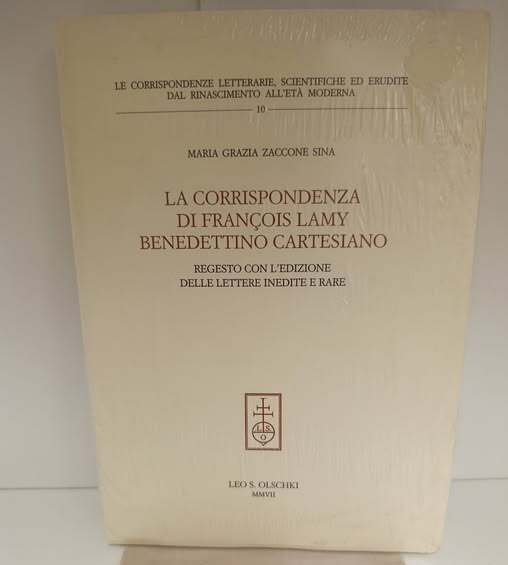 LE CORRISPONDENZE LETTERARIE, SCIENTIFICHE ED ERUDITE
DAL RINASCIMENTO ALL'ETÀ MODERNA
10
MARIA GRAZIA ZACCONE SINA
LA CORRISPONDENZA
DI FRANÇOIS LAMY
BENEDETTINO CARTESIANO
REGESTO CON L'EDIZIONE
DELLE LETTERE INEDITE E RARE
L S
O
LEO S. OLSCHKI
MMVII